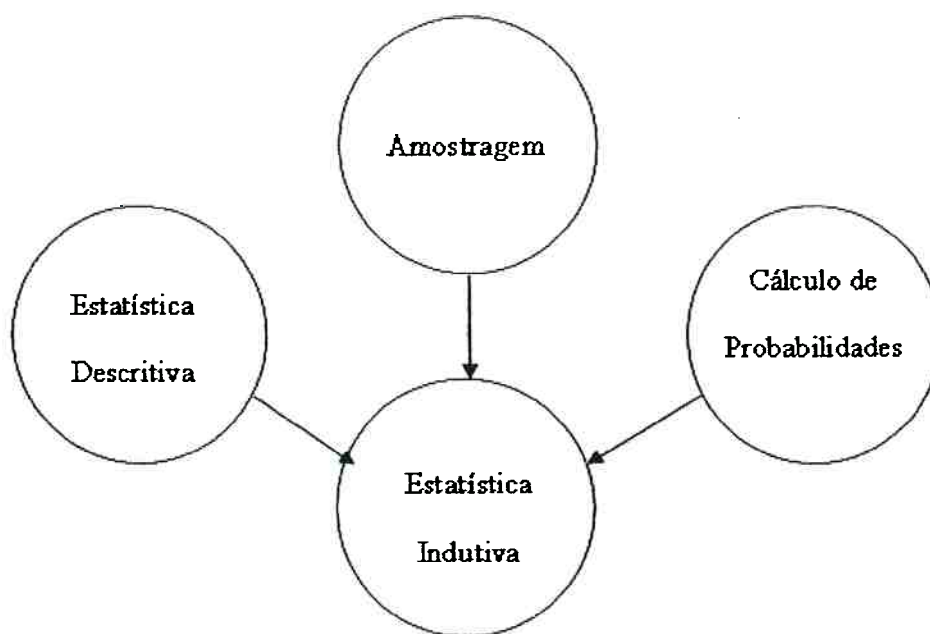 Amostragem
Estatística
Descritiva
Cálculo de
Probabilidades
Estatística
Indutiva